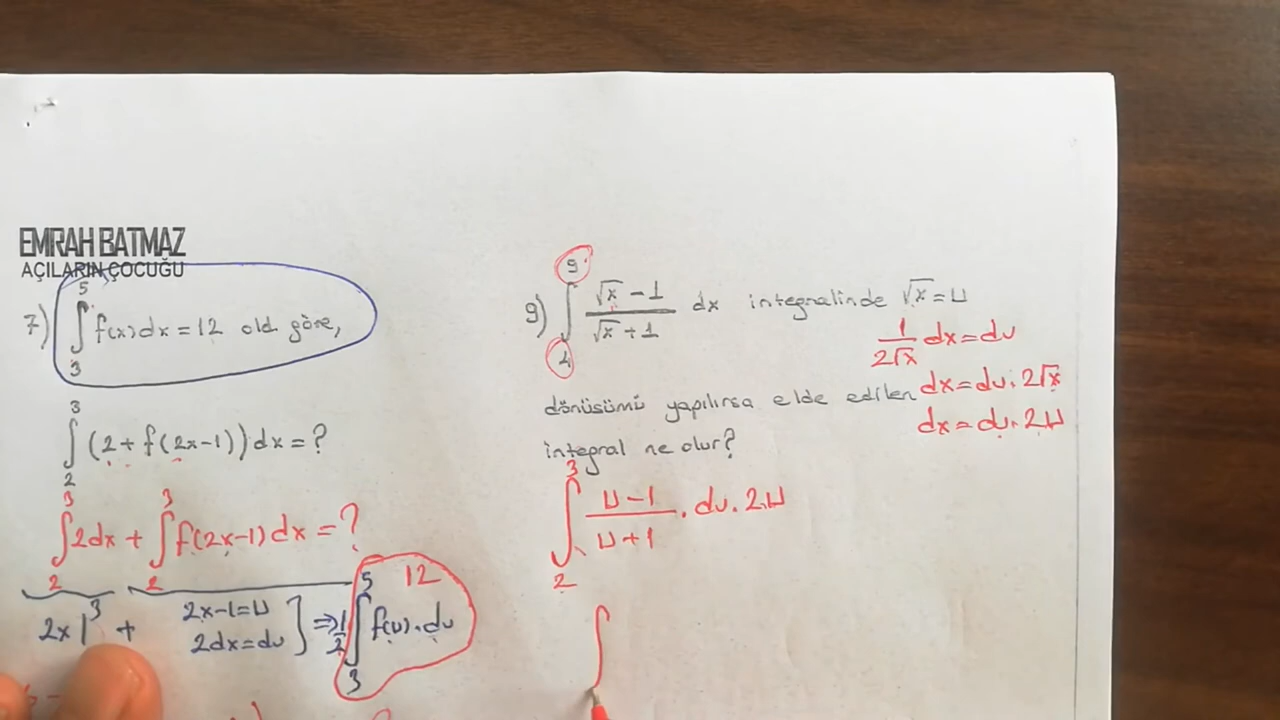 EMRAH BATMAZ
AÇILARIN ÇOCUĞU
7) ∫₃⁵ f(x)dx = 12 old göre,
∫₂³ (2 + f(2x-1))dx = ?
∫₂³ 2dx + ∫₂³ f(2x-1)dx = ?
2x|³ + 2x-1=u ⇒ 1/2 ∫₃⁵ f(u).du 12
2dx=du
9) ∫₄⁹ (√x - 1)/(√x + 1) dx integralinde √x = u
1/(2√x) dx = du
dönüşümü yapılırsa elde edilen dx = du.2√x
dx = du.2u
integral ne olur?
∫₂³ (u-1)/(u+1) . du.2.u
∫